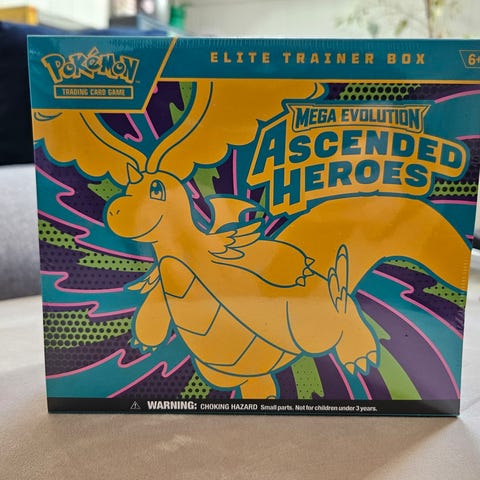 Pokémon
TRADING CARD GAME
ELITE TRAINER BOX
6+
MEGA EVOLUTION
ASCENDED
HEROES
WARNING: CHOKING HAZARD Small parts. Not for children under 3 years.